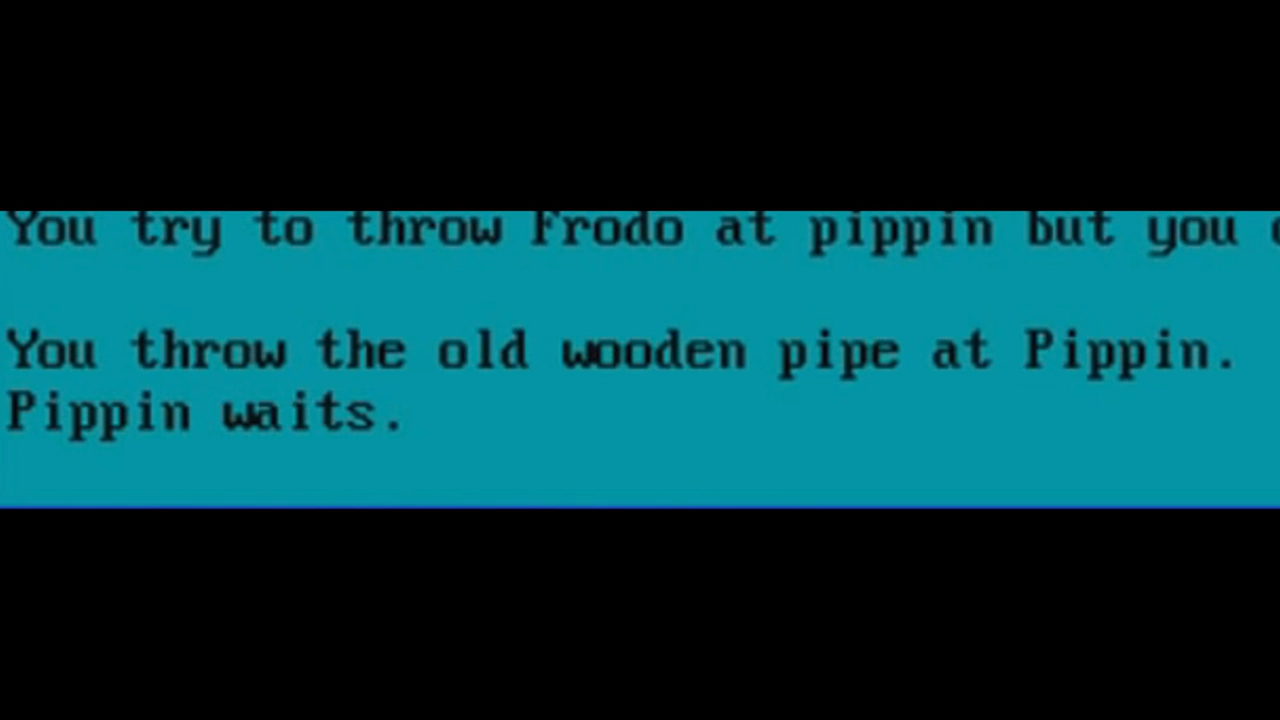 You try to throw Frodo at pippin but you
You throw the old wooden pipe at Pippin.
Pippin waits.